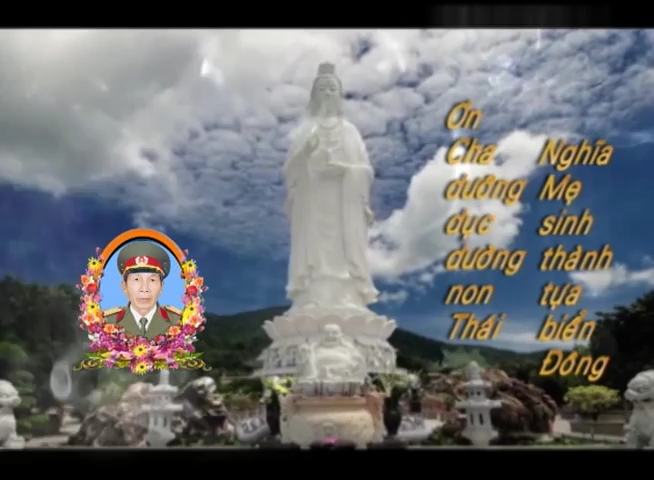 Ơn
Cha
dưỡng
dục
dường
non
Thái
Nghĩa
Mẹ
sinh
thành
tựa
biển
Đông